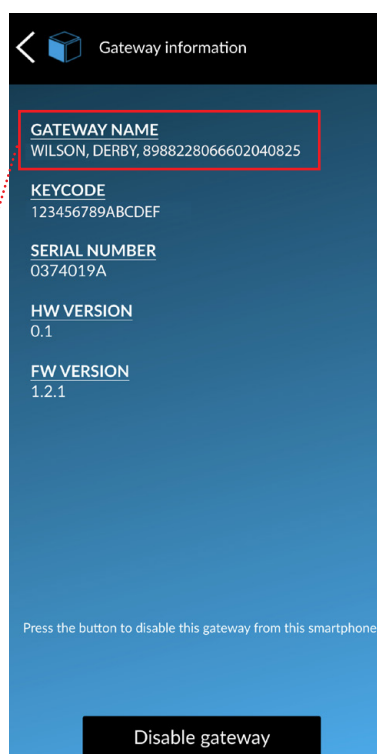 Gateway information
GATEWAY NAME
WILSON, DERBY, 8988228066602040825
KEYCODE
123456789ABCDEF
SERIAL NUMBER
0374019A
HW VERSION
0.1
FW VERSION
1.2.1
Press the button to disable this gateway from this smartphone
Disable gateway